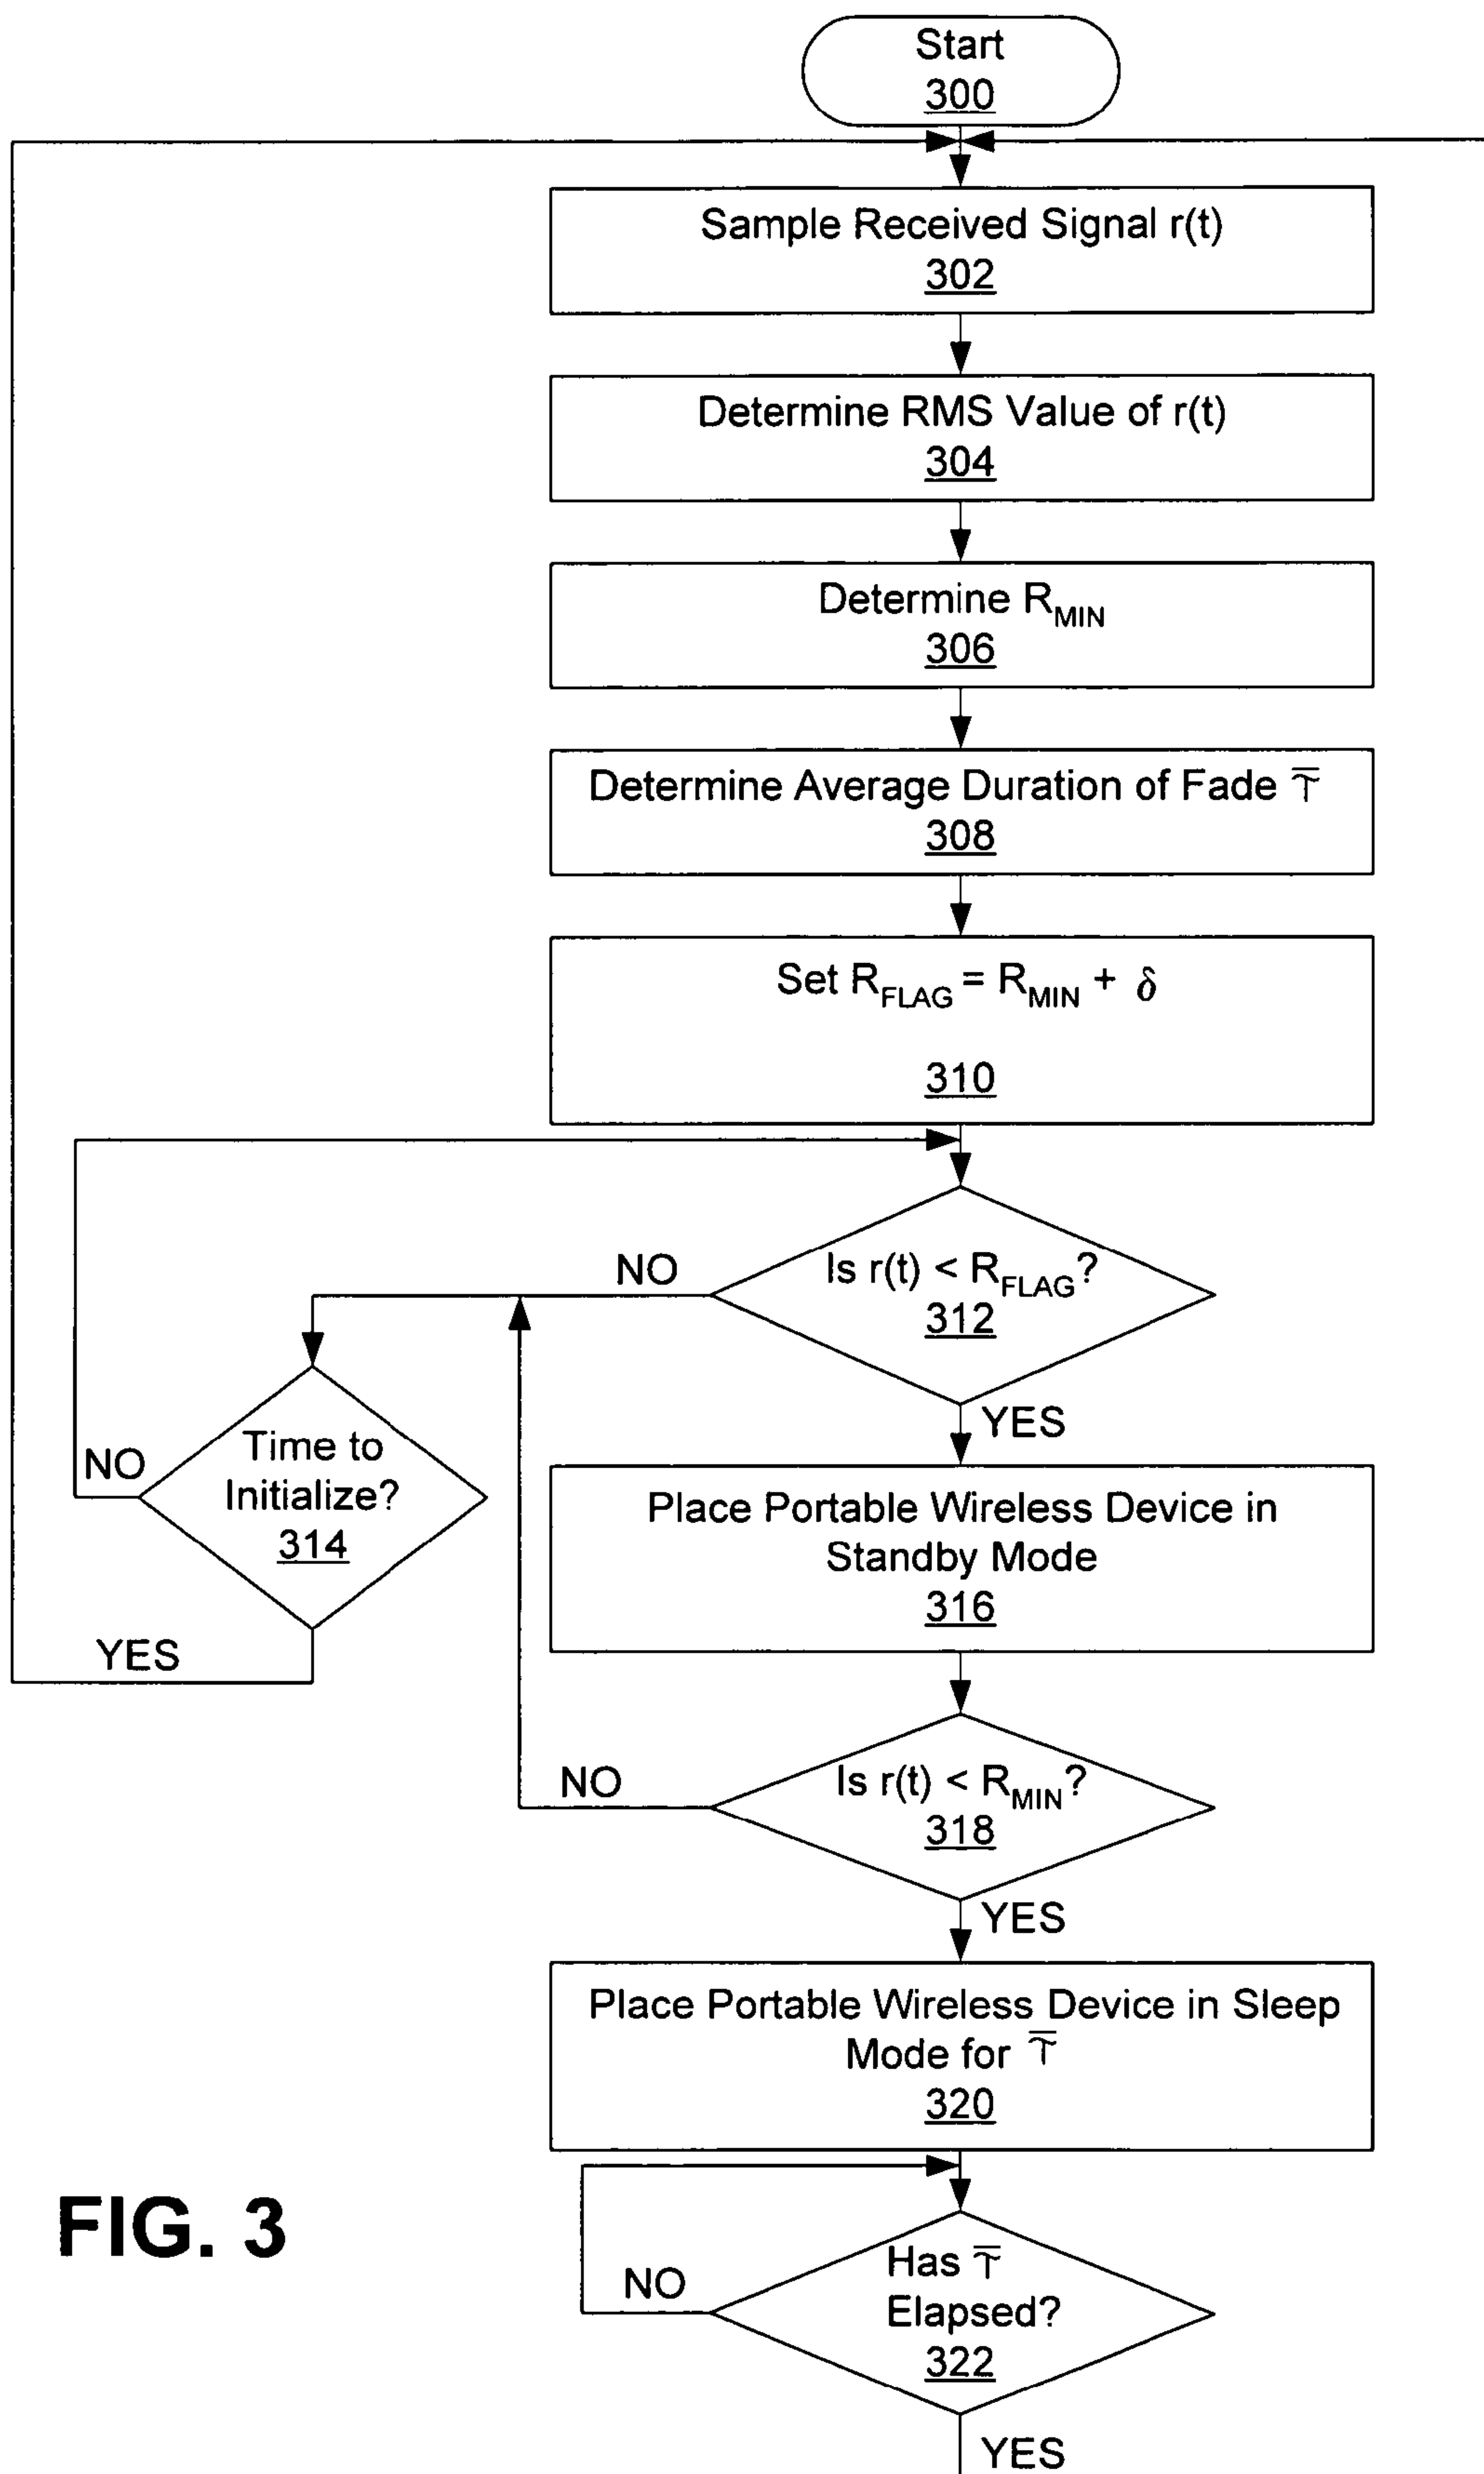 Start
300
Sample Received Signal r(t)
302
Determine RMS Value of r(t)
304
Determine R_MIN
306
Determine Average Duration of Fade τ̅
308
Set R_FLAG = R_MIN + δ
310
Is r(t) < R_FLAG?
312
NO
YES
Time to
Initialize?
314
NO
YES
Place Portable Wireless Device in
Standby Mode
316
Is r(t) < R_MIN?
318
NO
YES
Place Portable Wireless Device in Sleep
Mode for τ̅
320
Has τ̅
Elapsed?
322
NO
YES
FIG. 3